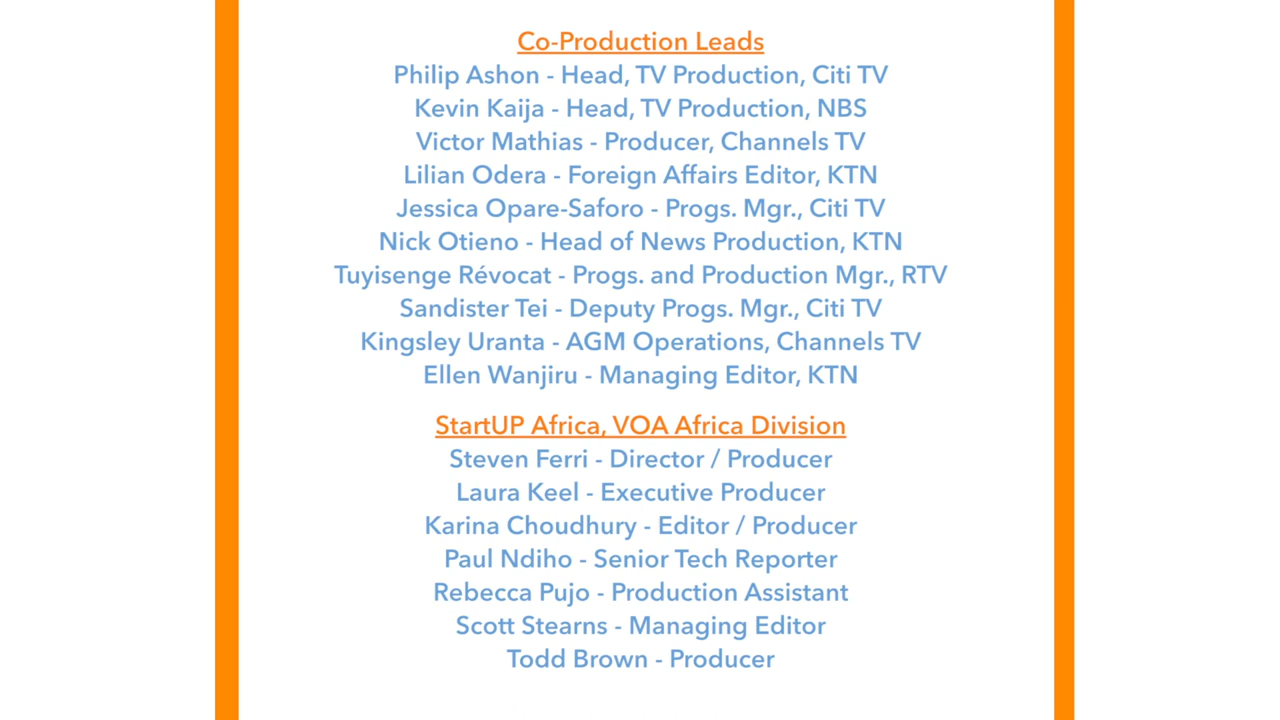 Co-Production Leads
Philip Ashon - Head, TV Production, Citi TV
Kevin Kaija - Head, TV Production, NBS
Victor Mathias - Producer, Channels TV
Lilian Odera - Foreign Affairs Editor, KTN
Jessica Opare-Saforo - Progs. Mgr., Citi TV
Nick Otieno - Head of News Production, KTN
Tuyisenge Révocat - Progs. and Production Mgr., RTV
Sandister Tei - Deputy Progs. Mgr., Citi TV
Kingsley Uranta - AGM Operations, Channels TV
Ellen Wanjiru - Managing Editor, KTN
StartUP Africa, VOA Africa Division
Steven Ferri - Director / Producer
Laura Keel - Executive Producer
Karina Choudhury - Editor / Producer
Paul Ndiho - Senior Tech Reporter
Rebecca Pujo - Production Assistant
Scott Stearns - Managing Editor
Todd Brown - Producer